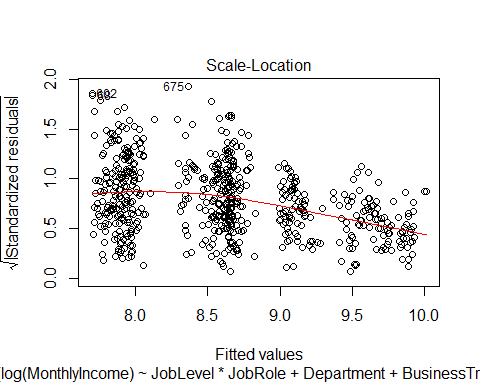 Scale-Location
√|Standardized residuals|
2.0
1.5
1.0
0.5
0.0
675
8.0 8.5 9.0 9.5 10.0
Fitted values
log(MonthlyIncome) ~ JobLevel * JobRole + Department + BusinessTr